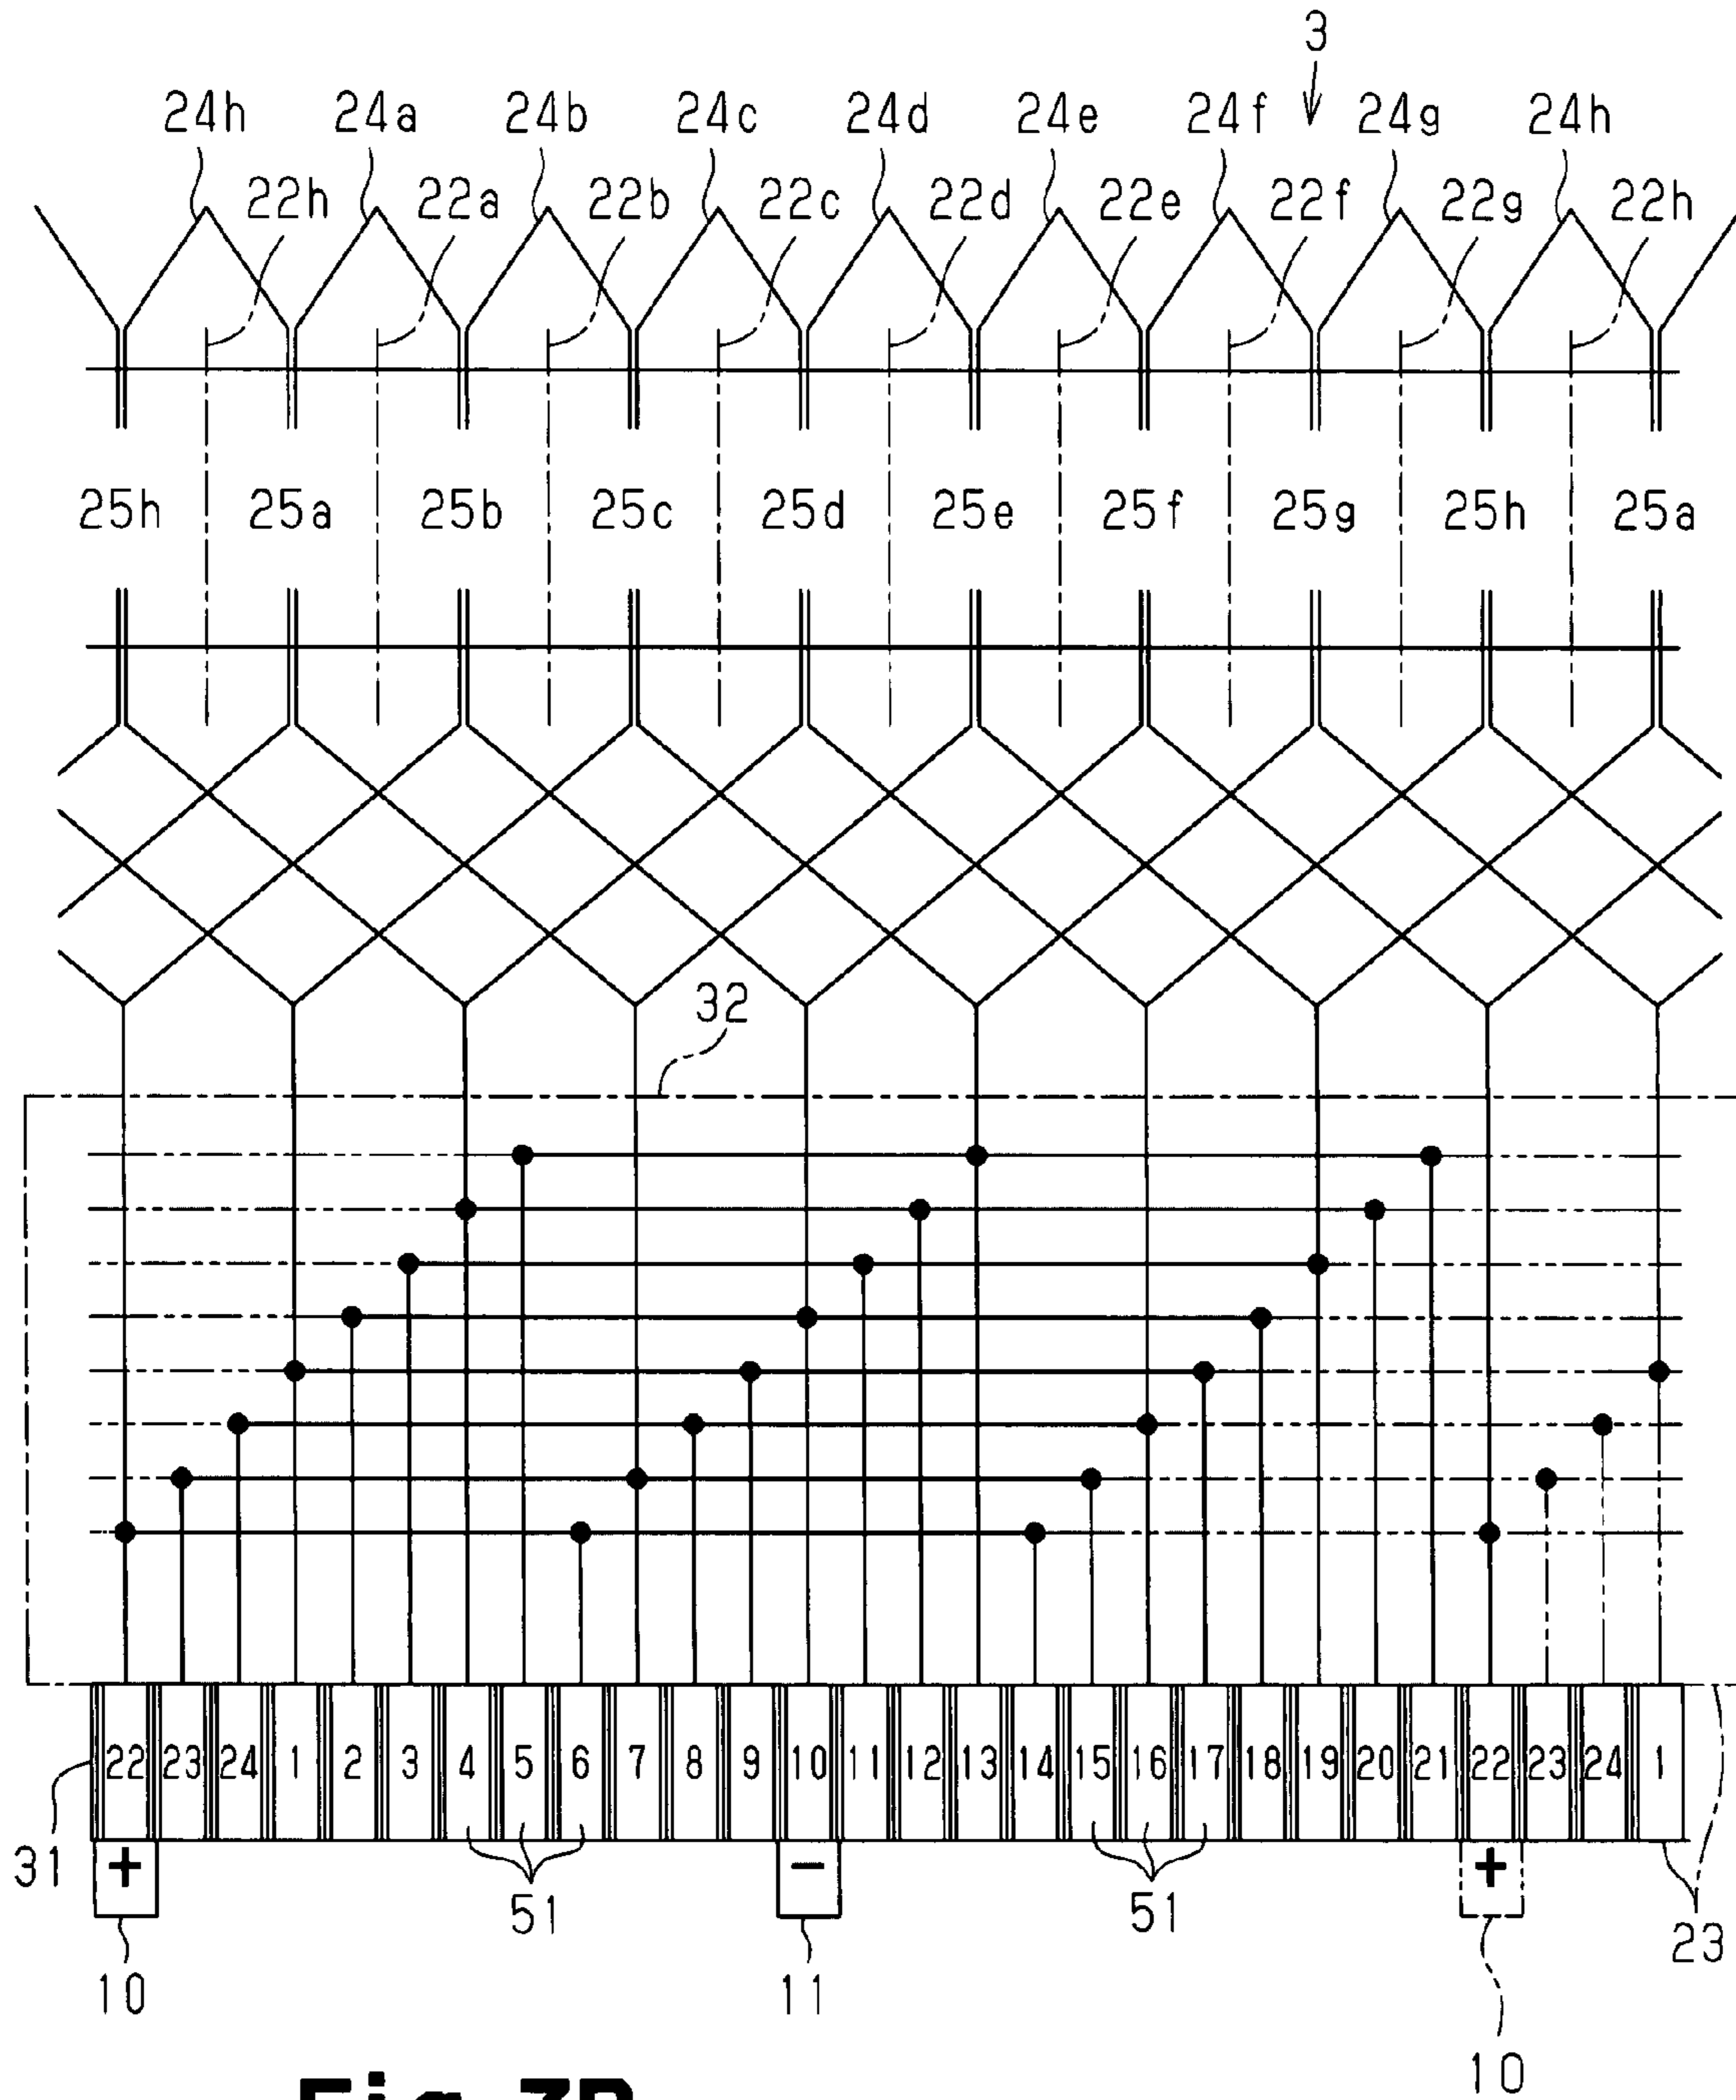 3
24h 24a 24b 24c 24d 24e 24f 24g 24h
22h 22a 22b 22c 22d 22e 22f 22g 22h
25h 25a 25b 25c 25d 25e 25f 25g 25h 25a
32
22 23 24 1 2 3 4 5 6 7 8 9 10 11 12 13 14 15 16 17 18 19 20 21 22 23 24 1
31 + − +
51 51 23
10 11
10
Fig. 7B